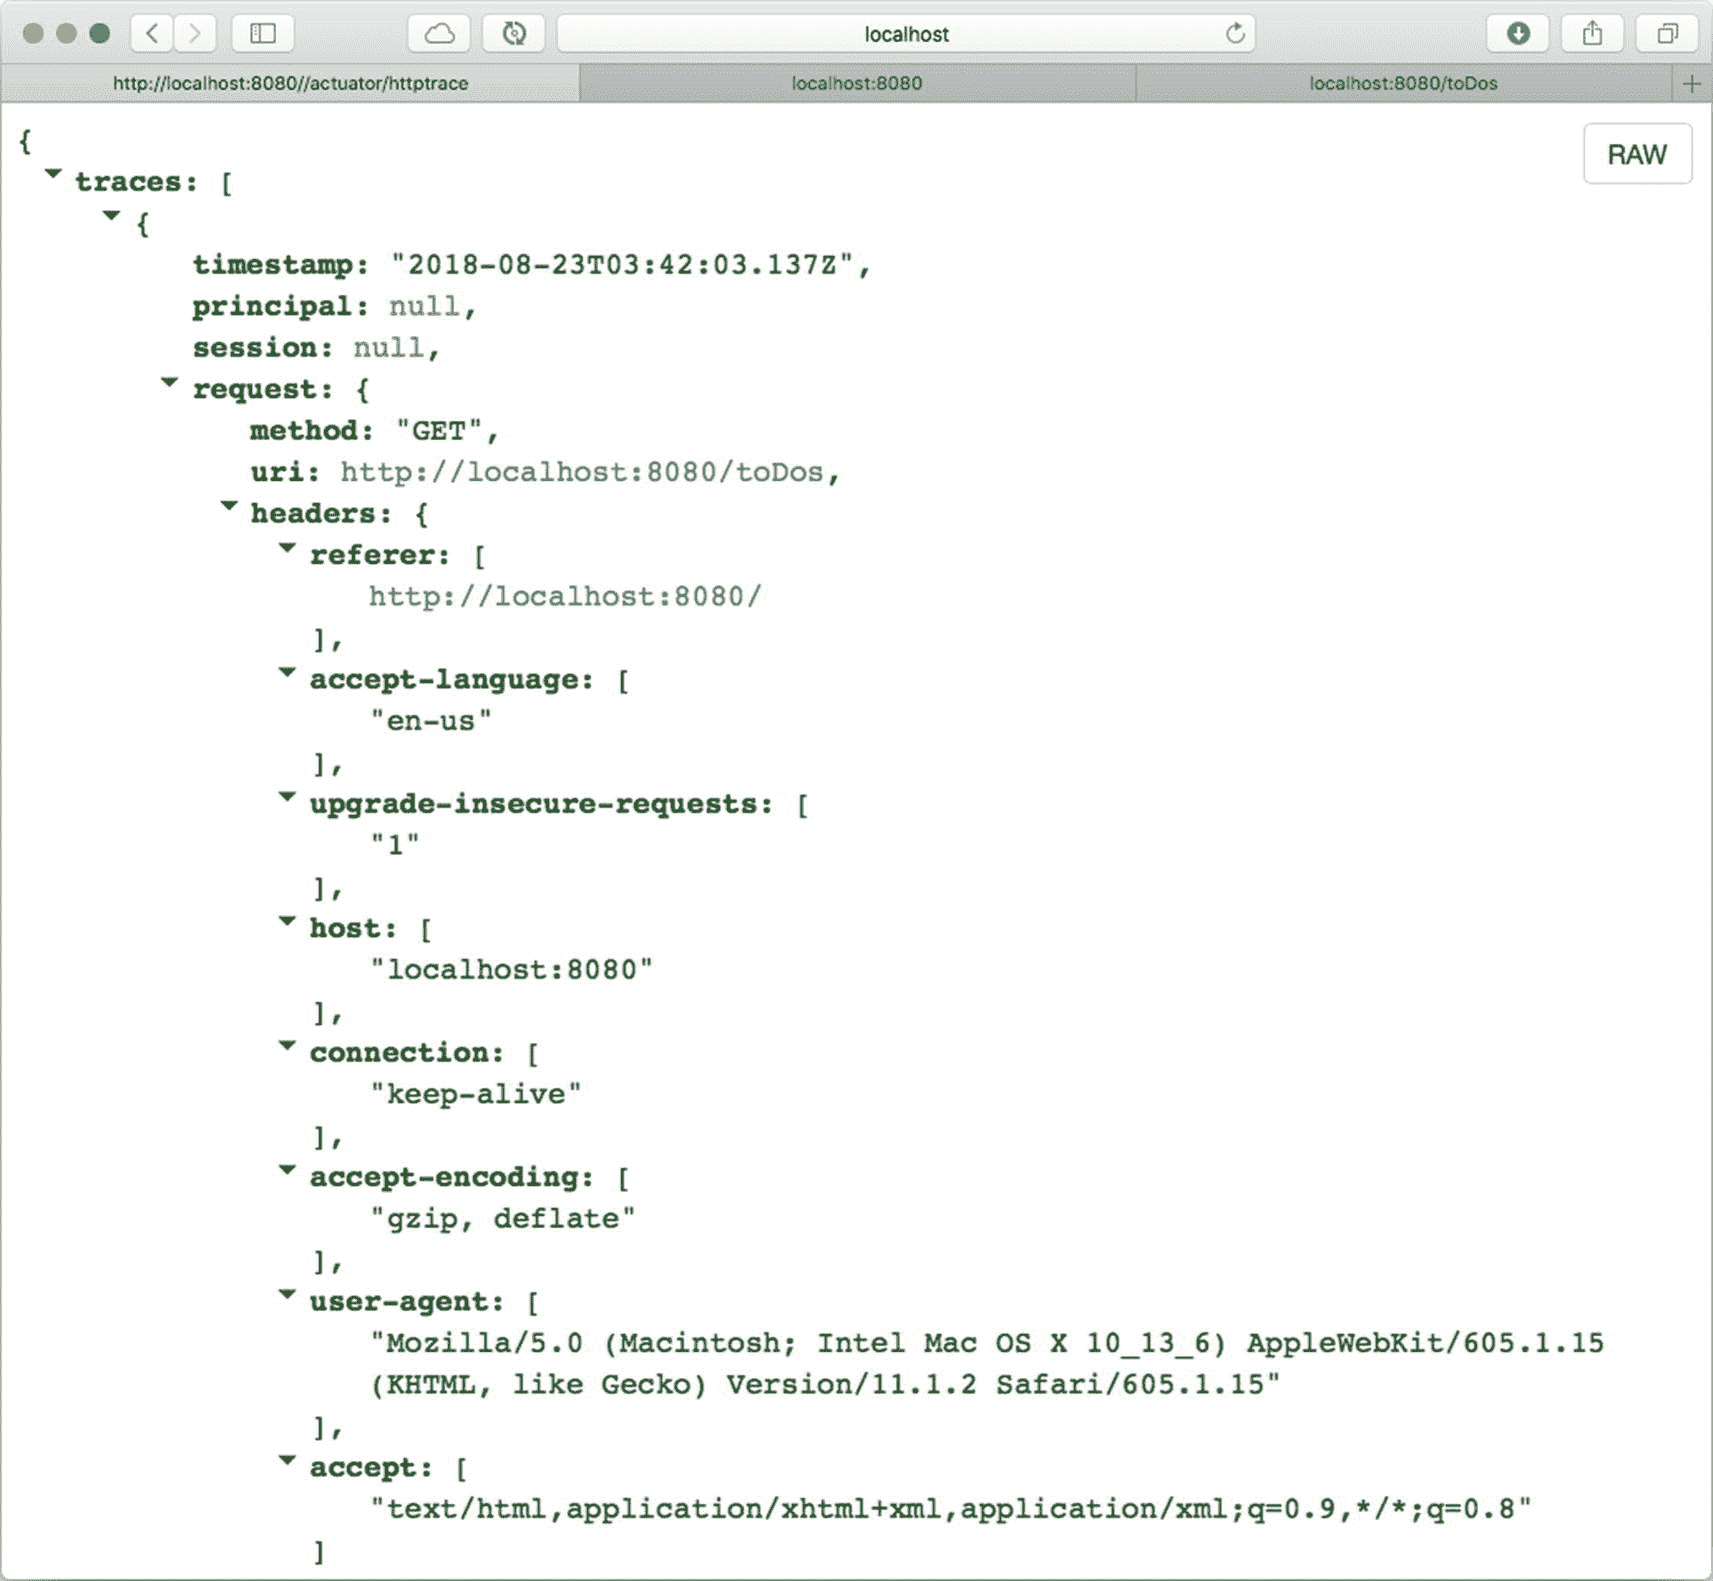 localhost
http://localhost:8080//actuator/httptrace
localhost:8080
localhost:8080/toDos
{
RAW
traces: [
{
timestamp: "2018-08-23T03:42:03.137Z",
principal: null,
session: null,
request: {
method: "GET",
uri: http://localhost:8080/toDos,
headers: {
referer: [
http://localhost:8080/
],
accept-language: [
"en-us"
],
upgrade-insecure-requests: [
"1"
],
host: [
"localhost:8080"
],
connection: [
"keep-alive"
],
accept-encoding: [
"gzip, deflate"
],
user-agent: [
"Mozilla/5.0 (Macintosh; Intel Mac OS X 10_13_6) AppleWebKit/605.1.15
(KHTML, like Gecko) Version/11.1.2 Safari/605.1.15"
],
accept: [
"text/html,application/xhtml+xml,application/xml;q=0.9,*/*;q=0.8"
]